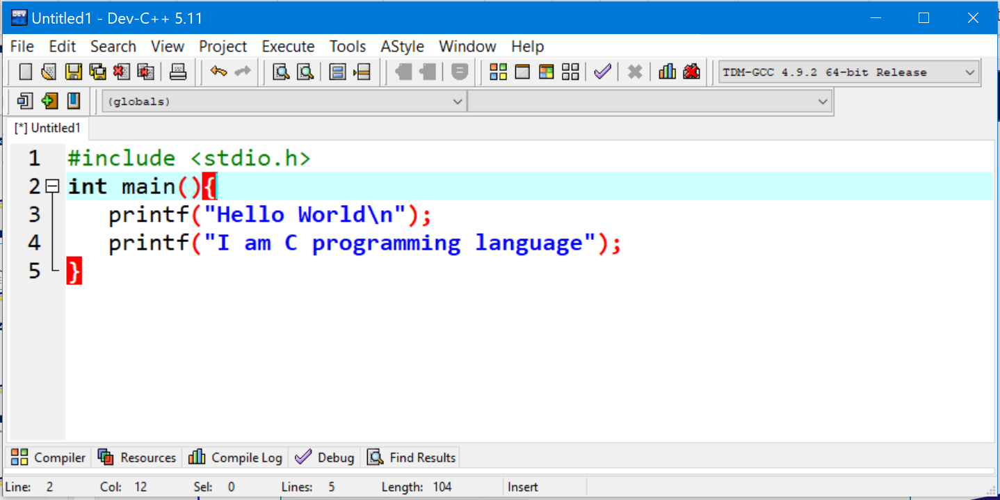 Untitled1 - Dev-C++ 5.11
File Edit Search View Project Execute Tools AStyle Window Help
TDM-GCC 4.9.2 64-bit Release
(globals)
[*] Untitled1
1 #include <stdio.h>
2 int main(){
3 printf("Hello World\n");
4 printf("I am C programming language");
5 }
Compiler Resources Compile Log Debug Find Results
Line: 2 Col: 12 Sel: 0 Lines: 5 Length: 104 Insert